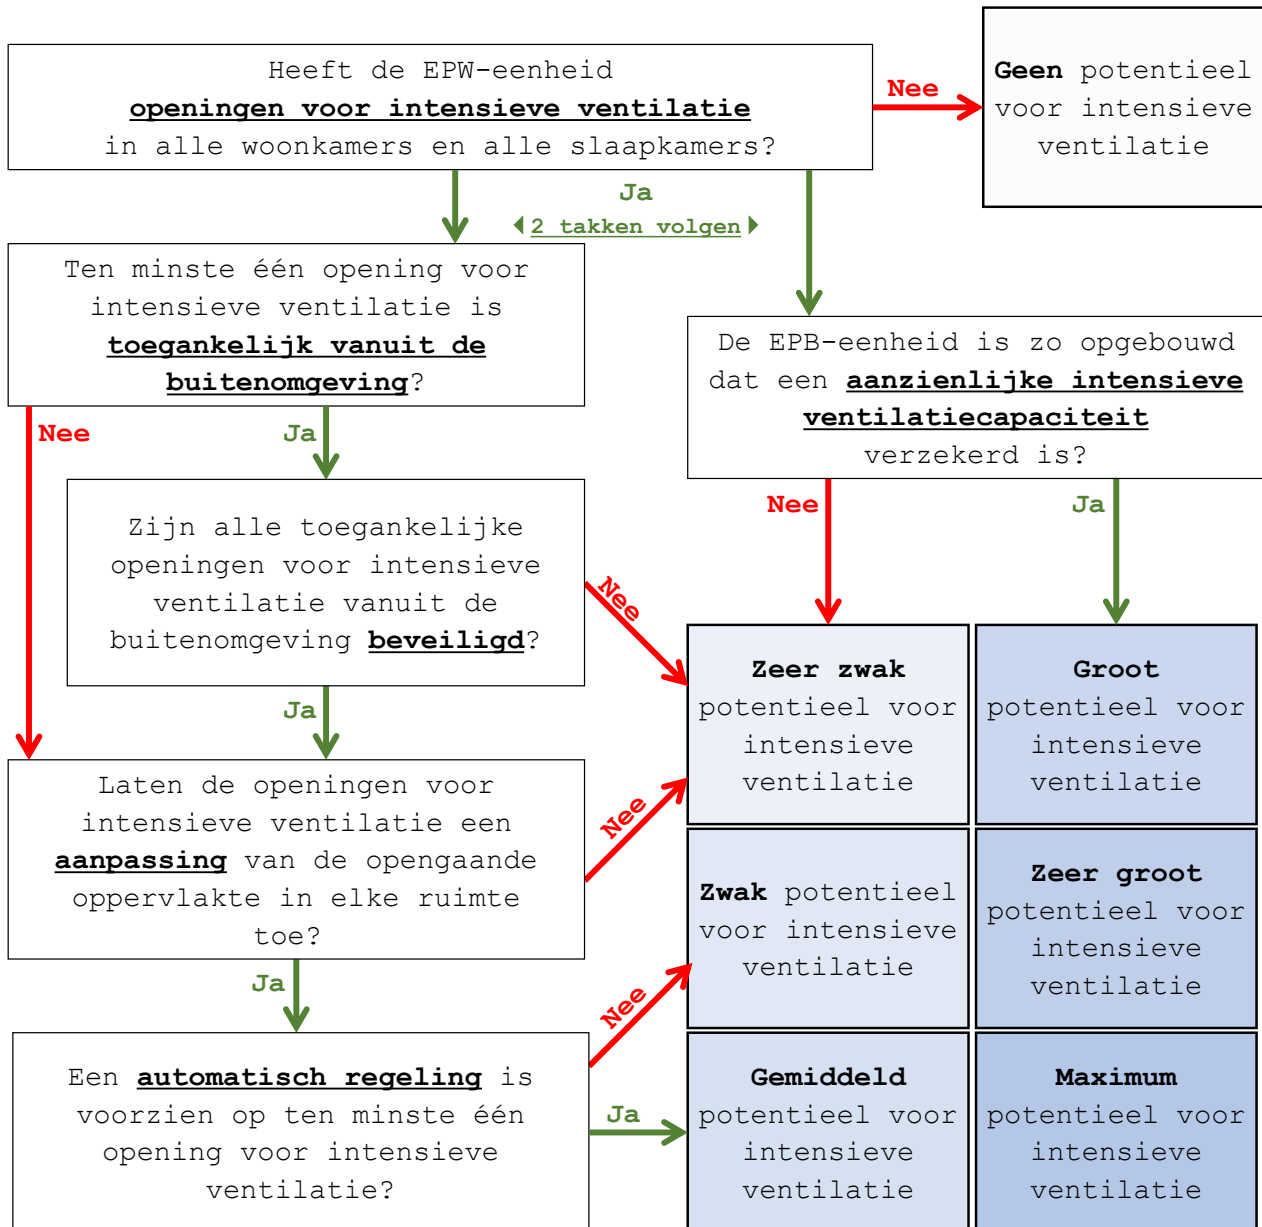 Heeft de EPW-eenheid
openingen voor intensieve ventilatie
in alle woonkamers en alle slaapkamers?
Nee
Geen potentieel
voor intensieve
ventilatie
Ja
2 takken volgen
Ten minste één opening voor
intensieve ventilatie is
toegankelijk vanuit de
buitenomgeving?
De EPB-eenheid is zo opgebouwd
dat een aanzienlijke intensieve
ventilatiecapaciteit
verzekerd is?
Nee
Ja
Nee
Ja
Zijn alle toegankelijke
openingen voor intensieve
ventilatie vanuit de
buitenomgeving beveiligd?
Nee
Ja
Zeer zwak
potentieel voor
intensieve
ventilatie
Groot
potentieel voor
intensieve
ventilatie
Laten de openingen voor
intensieve ventilatie een
aanpassing van de opengaande
oppervlakte in elke ruimte
toe?
Nee
Ja
Zwak potentieel
voor intensieve
ventilatie
Zeer groot
potentieel voor
intensieve
ventilatie
Een automatisch regeling is
voorzien op ten minste één
opening voor intensieve
ventilatie?
Nee
Ja
Gemiddeld
potentieel voor
intensieve
ventilatie
Maximum
potentieel voor
intensieve
ventilatie